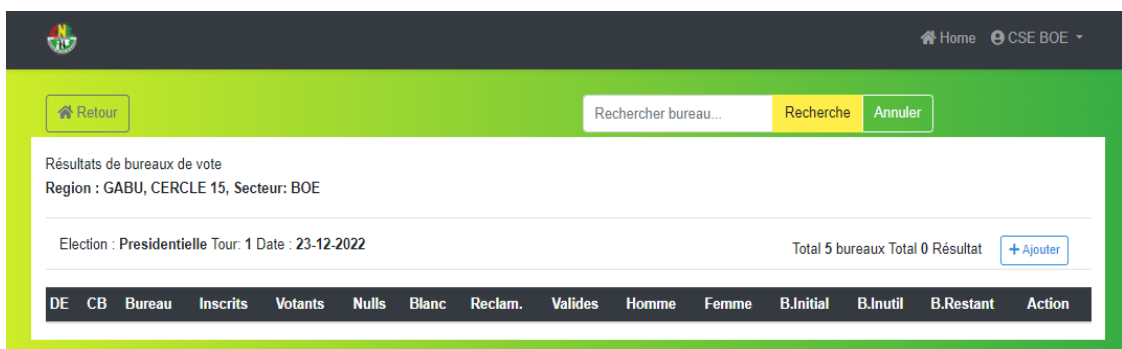 Home CSE BOE
Retour Rechercher bureau... Recherche Annuler
Résultats de bureaux de vote
Region : GABU, CERCLE 15, Secteur: BOE
Election : Presidentielle Tour: 1 Date : 23-12-2022 Total 5 bureaux Total 0 Résultat + Ajouter
DE CB Bureau Inscrits Votants Nulls Blanc Reclam. Valides Homme Femme B.Initial B.Inutil B.Restant Action